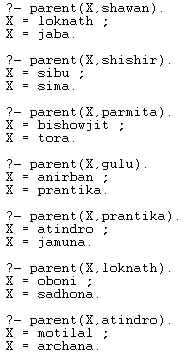 ?- parent(X,shawan).
X = loknath ;
X = jaba.
?- parent(X,shishir).
X = sibu ;
X = sima.
?- parent(X,parmita).
X = bishowjit ;
X = tora.
?- parent(X,gulu).
X = anirban ;
X = prantika.
?- parent(X,prantika).
X = atindro ;
X = jamuna.
?- parent(X,loknath).
X = oboni ;
X = sadhona.
?- parent(X,atindro).
X = motilal ;
X = archana.